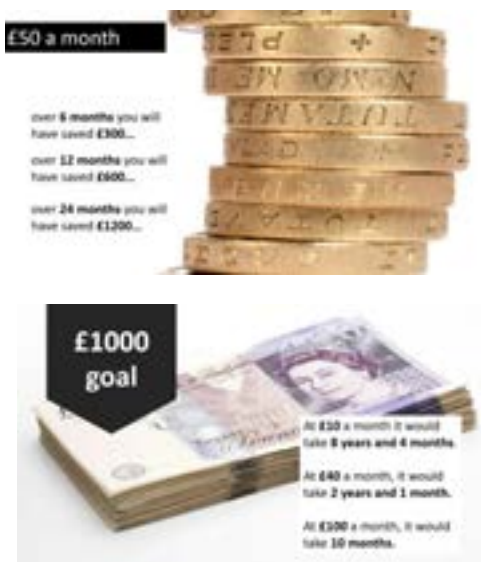 £50 a month
over 6 months you will
have saved £300...
over 12 months you will
have saved £600...
over 24 months you will
have saved £1200...
£1000
goal
At £10 a month it would
take 8 years and 4 months.
At £40 a month, it would
take 2 years and 1 month.
At £100 a month, it would
take 10 months.